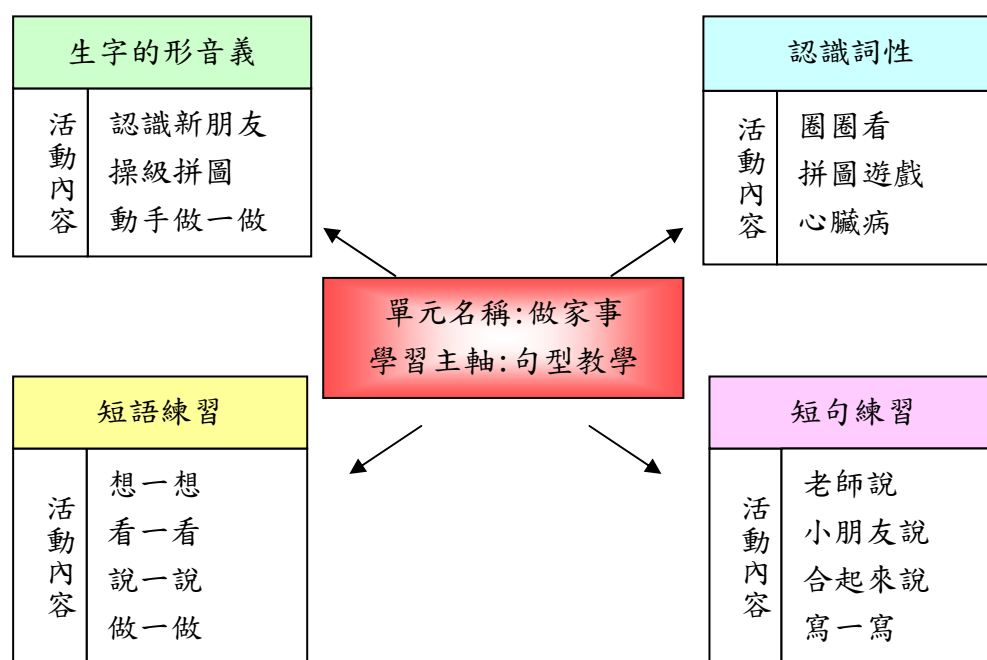 生字的形音義
活動內容
認識新朋友
操級拼圖
動手做一做
認識詞性
活動內容
圈圈看
拼圖遊戲
心臟病
單元名稱:做家事
學習主軸:句型教學
短語練習
活動內容
想一想
看一看
說一說
做一做
短句練習
活動內容
老師說
小朋友說
合起來說
寫一寫